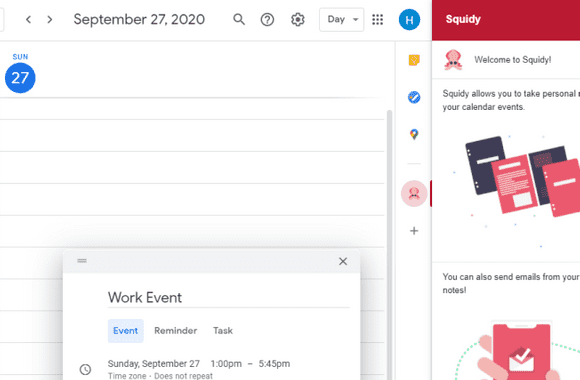 September 27, 2020
Day
H
SUN
27
Work Event
Event Reminder Task
Sunday, September 27 1:00pm – 5:45pm
Time zone - Does not repeat
Squidy
Welcome to Squidy!
Squidy allows you to take personal
your calendar events.
You can also send emails from your
notes!